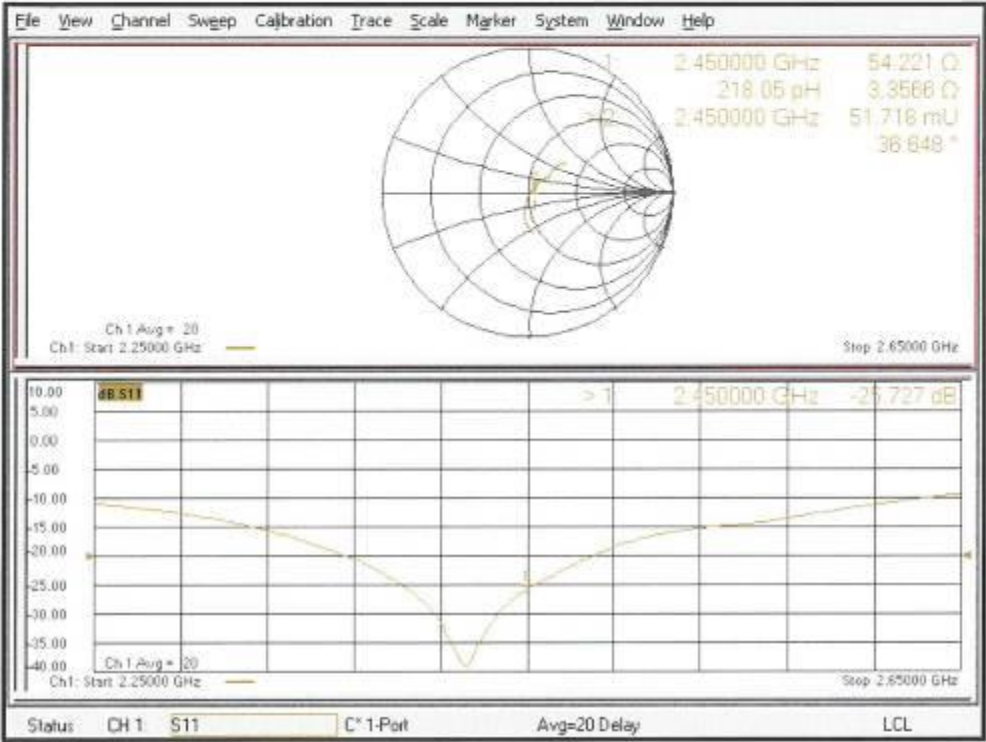 File View Channel Sweep Calibration Trace Scale Marker System Window Help
1 2.450000 GHz 54.221 Ω
218.05 pH 3.3566 Ω
> 2 2.450000 GHz 51.718 mU
36.648 °
Ch 1 Avg = 20
Ch1: Start 2.25000 GHz
Stop 2.65000 GHz
10.00
dB S11
> 1 2.450000 GHz -25.727 dB
5.00
0.00
-5.00
-10.00
-15.00
-20.00
1
-25.00
-30.00
-35.00
-40.00
Ch 1 Avg = 20
Ch1: Start 2.25000 GHz
Stop 2.65000 GHz
Status CH 1: S11 C* 1-Port Avg=20 Delay LCL